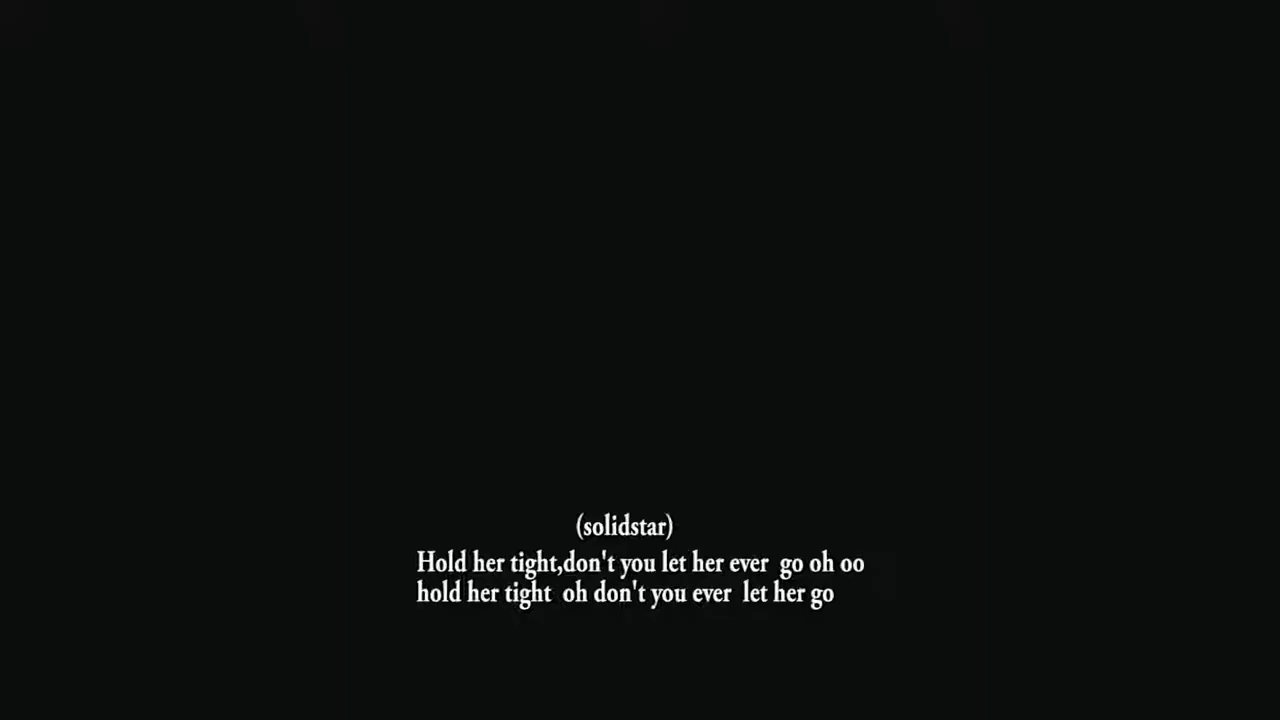 (solidstar)
Hold her tight,don't you let her ever go oh oo
hold her tight oh don't you ever let her go